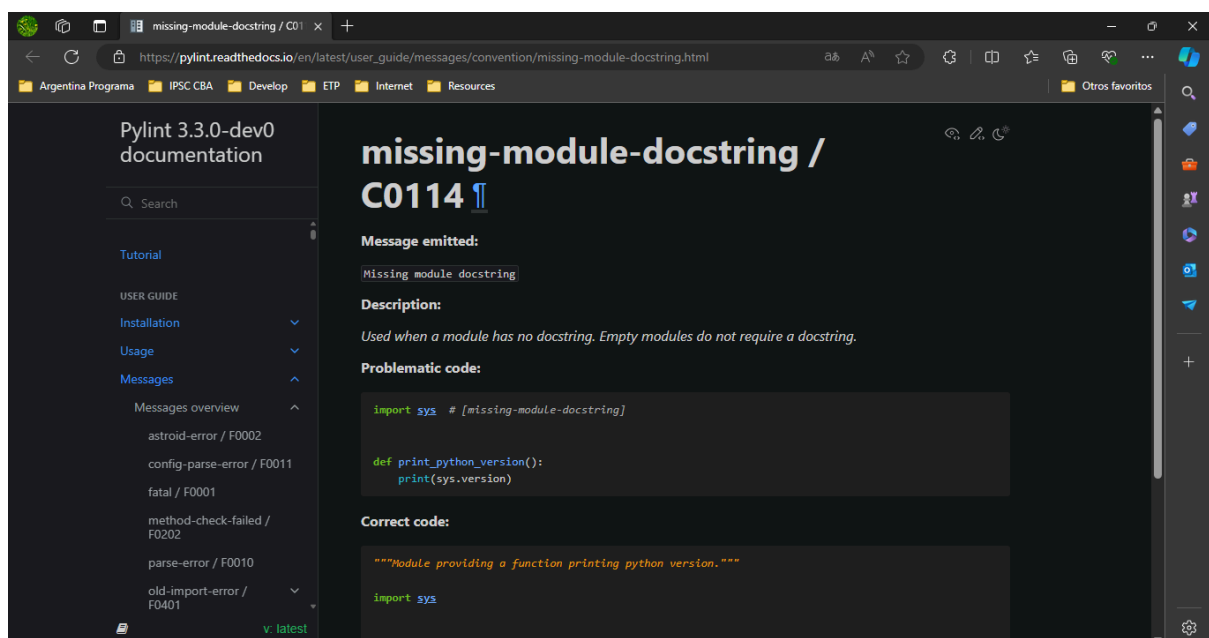 missing-module-docstring / C01
https://pylint.readthedocs.io/en/latest/user_guide/messages/convention/missing-module-docstring.html
Argentina Programa
IPSC CBA
Develop
ETP
Internet
Resources
Otros favoritos
Pylint 3.3.0-dev0
documentation
Search
Tutorial
USER GUIDE
Installation
Usage
Messages
Messages overview
astroid-error / F0002
config-parse-error / F0011
fatal / F0001
method-check-failed /
F0202
parse-error / F0010
old-import-error /
F0401
v: latest
missing-module-docstring /
C0114 ¶
Message emitted:
Missing module docstring
Description:
Used when a module has no docstring. Empty modules do not require a docstring.
Problematic code:
import sys  # [missing-module-docstring]
def print_python_version():
    print(sys.version)
Correct code:
"""Module providing a function printing python version."""
import sys